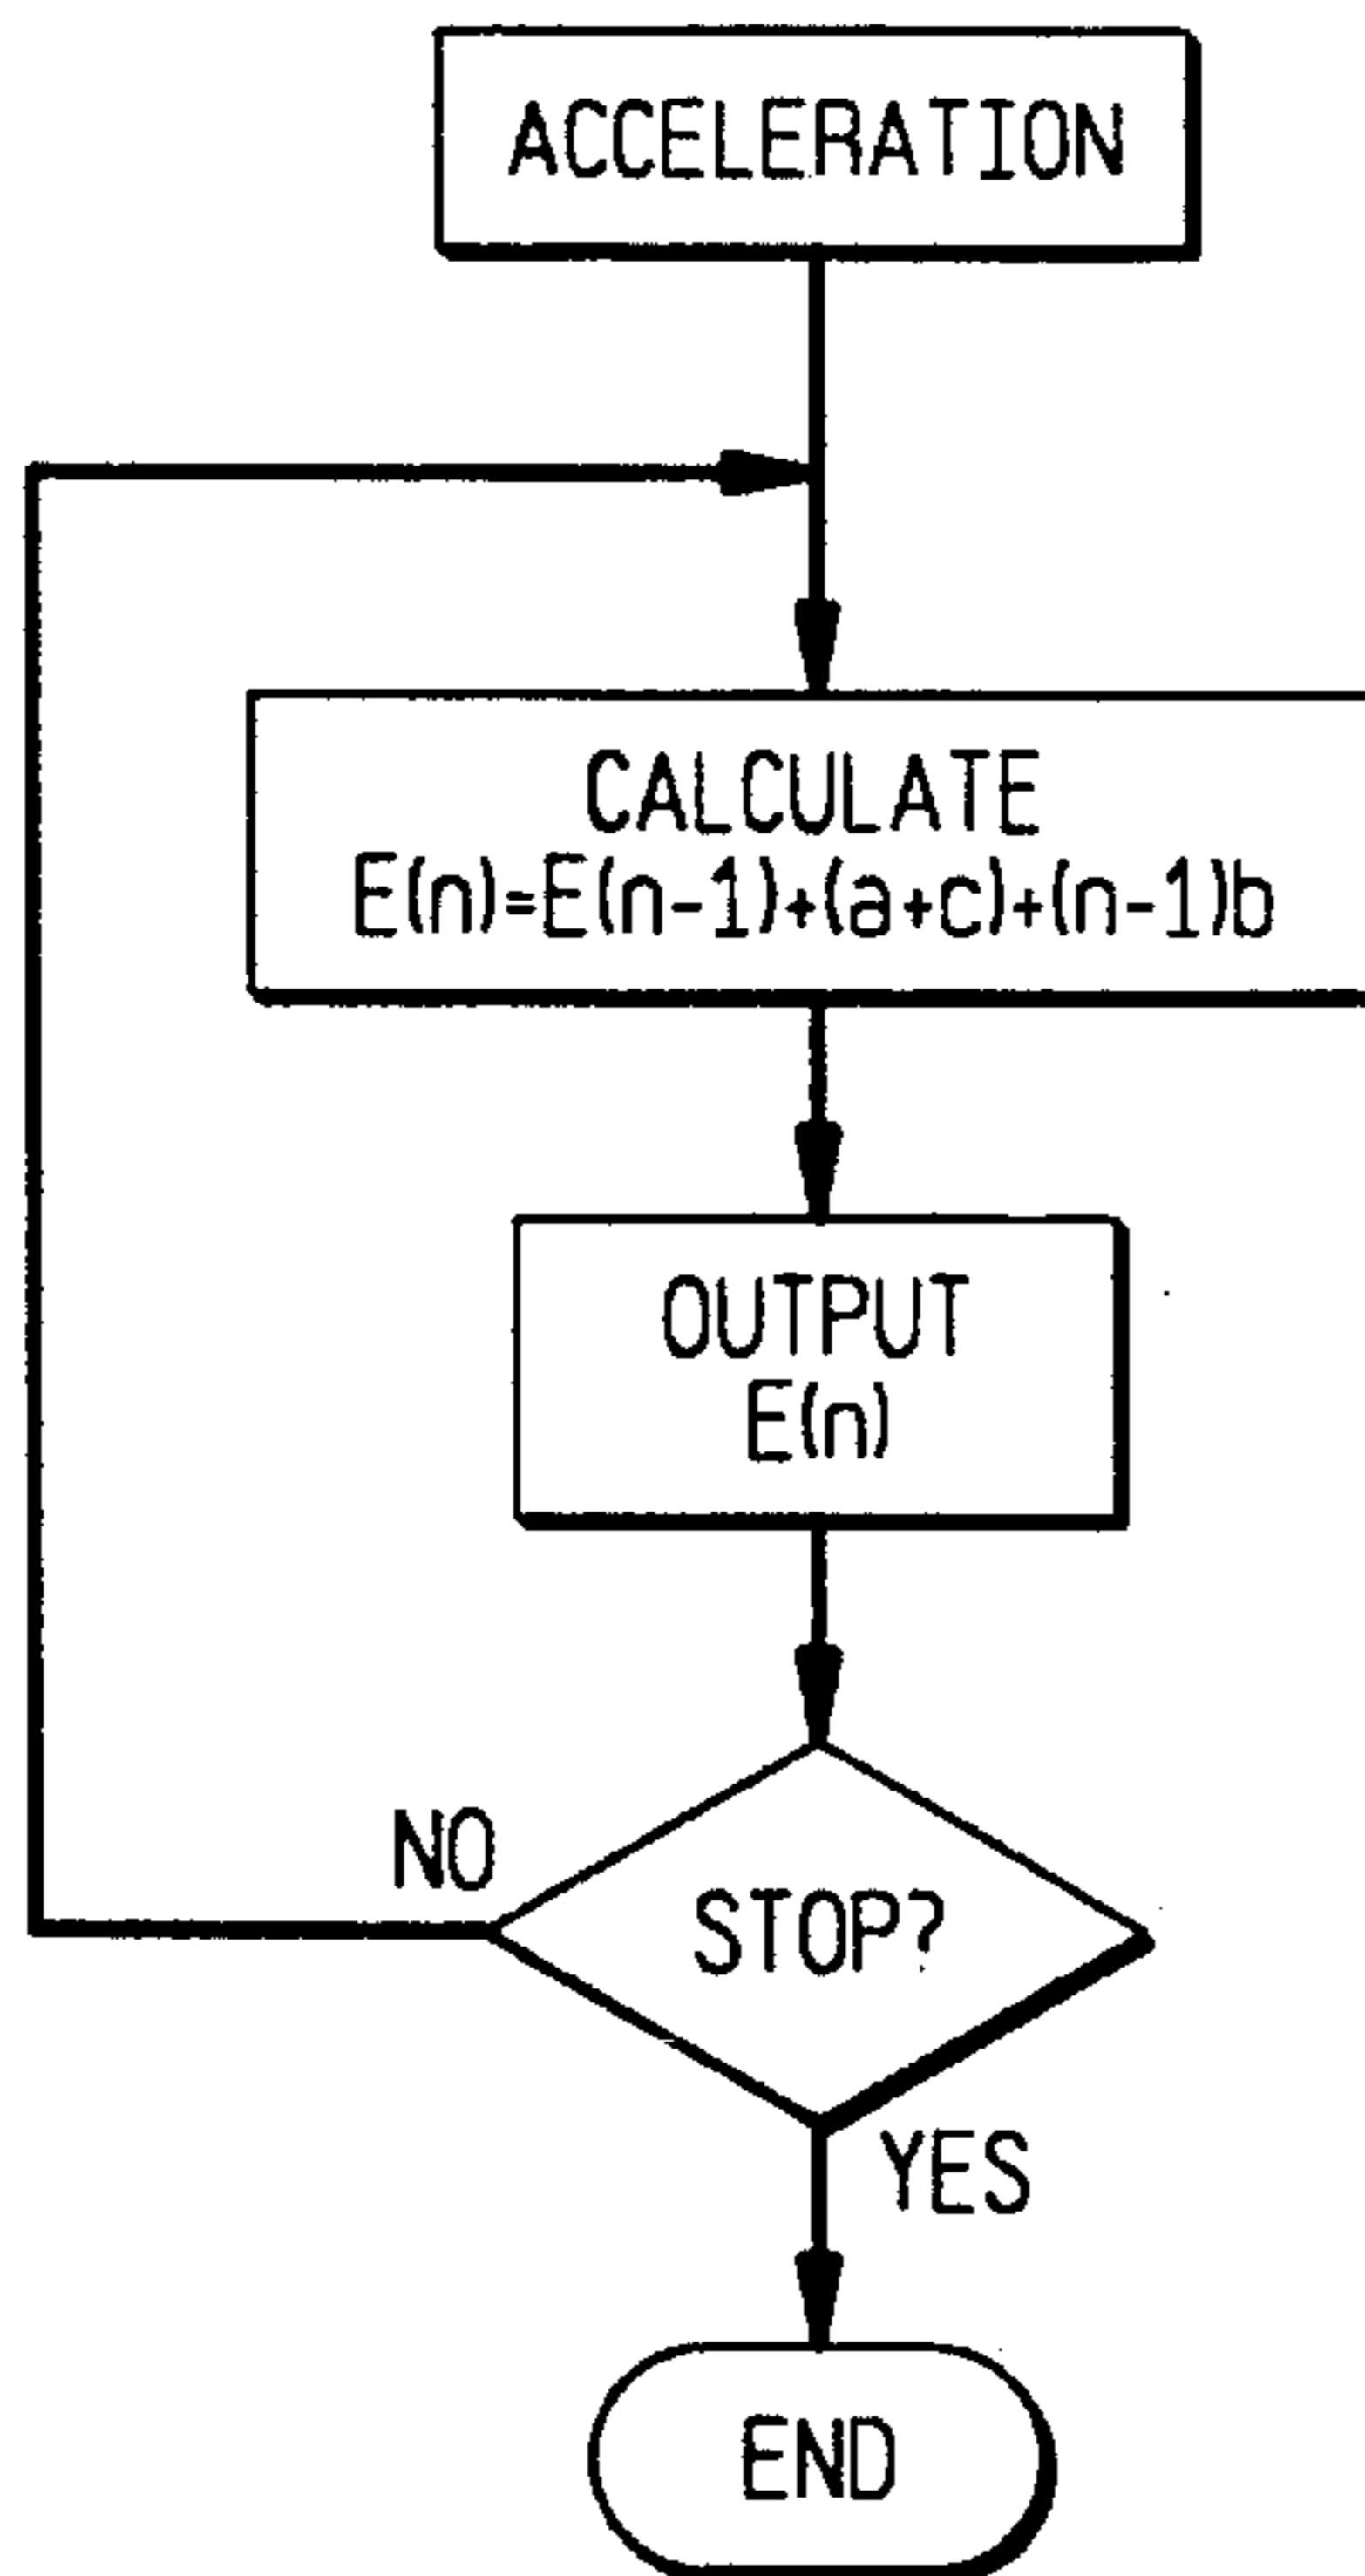 ACCELERATION
CALCULATE
E(n)=E(n-1)+(a+c)+(n-1)b
OUTPUT
E(n)
STOP?
NO
YES
END